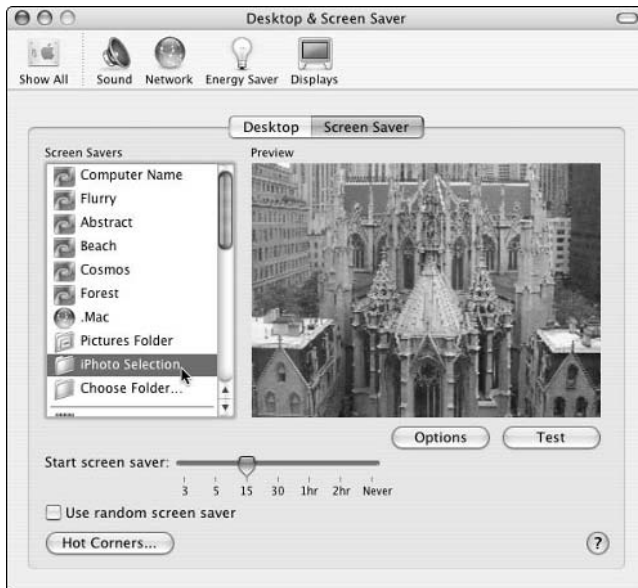 Desktop & Screen Saver
Show All Sound Network Energy Saver Displays
Desktop Screen Saver
Screen Savers Preview
Computer Name
Flurry
Abstract
Beach
Cosmos
Forest
.Mac
Pictures Folder
iPhoto Selection
Choose Folder...
Options Test
Start screen saver:
3 5 15 30 1hr 2hr Never
Use random screen saver
Hot Corners... ?